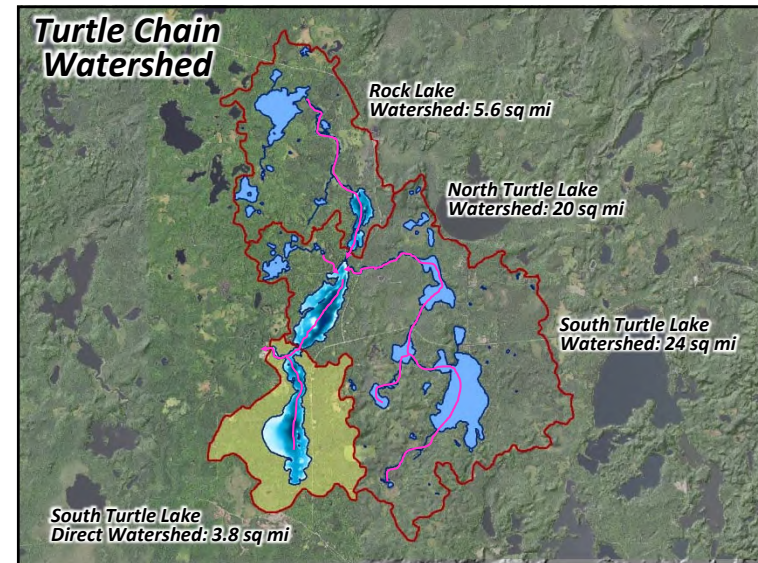 Turtle Chain
Watershed
Rock Lake
Watershed: 5.6 sq mi
North Turtle Lake
Watershed: 20 sq mi
South Turtle Lake
Watershed: 24 sq mi
South Turtle Lake
Direct Watershed: 3.8 sq mi